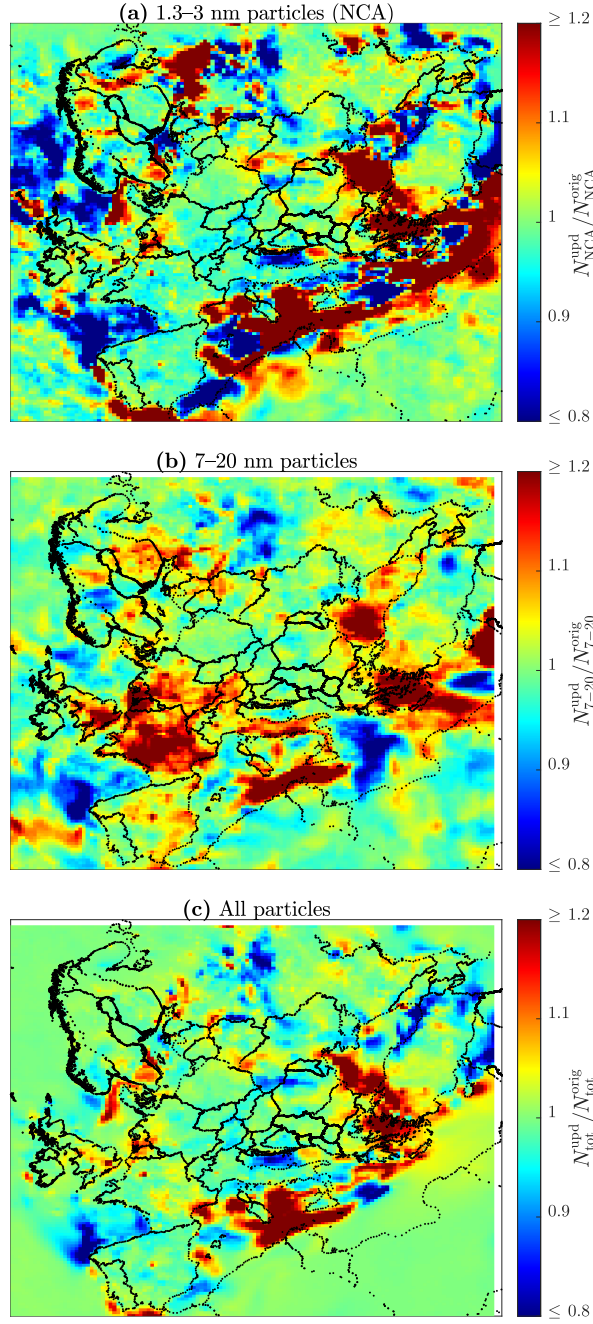 (a) 1.3–3 nm particles (NCA)
≥ 1.2
1.1
1
0.9
≤ 0.8
N^upd_NCA/N^orig_NCA
(b) 7–20 nm particles
≥ 1.2
1.1
1
0.9
≤ 0.8
N^upd_7−20/N^orig_7−20
(c) All particles
≥ 1.2
1.1
1
0.9
≤ 0.8
N^upd_tot/N^orig_tot